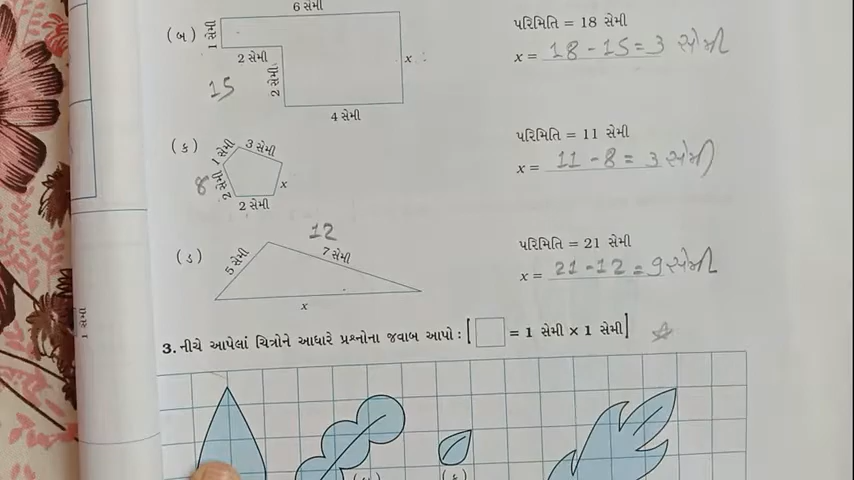 6 સેમી
(બ) 1 સેમી
પરિમિતિ = 18 સેમી
2 સેમી
x
x = 18 - 15 = 3 સેમી
15
2 સેમી
4 સેમી
(ક) 1 સેમી 3 સેમી
પરિમિતિ = 11 સેમી
8 2 સેમી x
x = 11 - 8 = 3 સેમી
2 સેમી
12
(ડ) 5 સેમી 7 સેમી
પરિમિતિ = 21 સેમી
x = 21 - 12 = 9 સેમી
x
1 સેમી
3. નીચે આપેલાં ચિત્રોને આધારે પ્રશ્નોના જવાબ આપો : [ = 1 સેમી × 1 સેમી]
(ક)